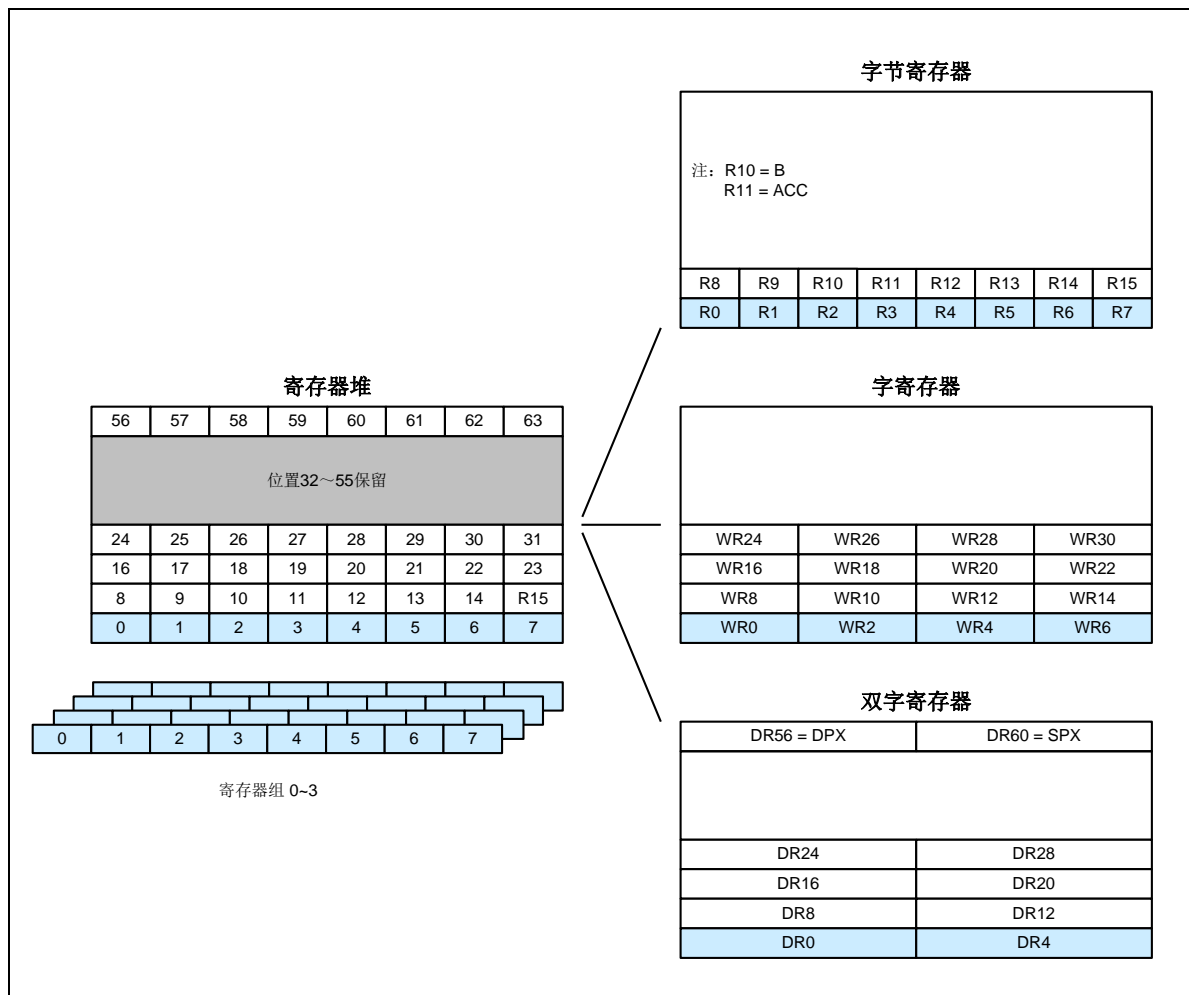 字节寄存器
注：R10 = B
R11 = ACC
R8 R9 R10 R11 R12 R13 R14 R15
R0 R1 R2 R3 R4 R5 R6 R7
寄存器堆
56 57 58 59 60 61 62 63
位置32～55保留
24 25 26 27 28 29 30 31
16 17 18 19 20 21 22 23
8 9 10 11 12 13 14 R15
0 1 2 3 4 5 6 7
0 1 2 3 4 5 6 7
寄存器组 0~3
字寄存器
WR24 WR26 WR28 WR30
WR16 WR18 WR20 WR22
WR8 WR10 WR12 WR14
WR0 WR2 WR4 WR6
双字寄存器
DR56 = DPX DR60 = SPX
DR24 DR28
DR16 DR20
DR8 DR12
DR0 DR4